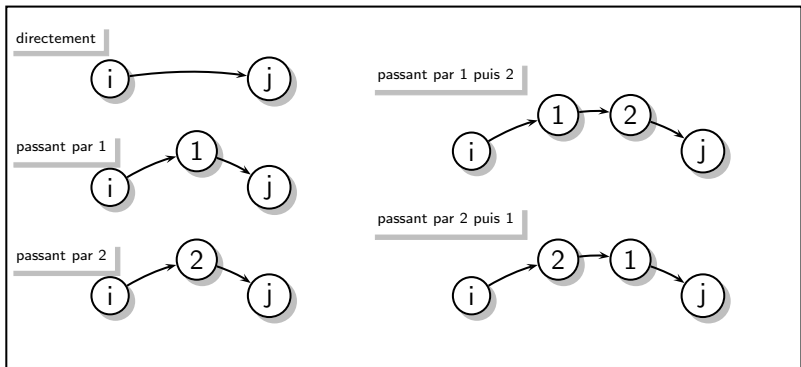 directement
i j
passant par 1
i 1 j
passant par 2
i 2 j
passant par 1 puis 2
i 1 2 j
passant par 2 puis 1
i 2 1 j